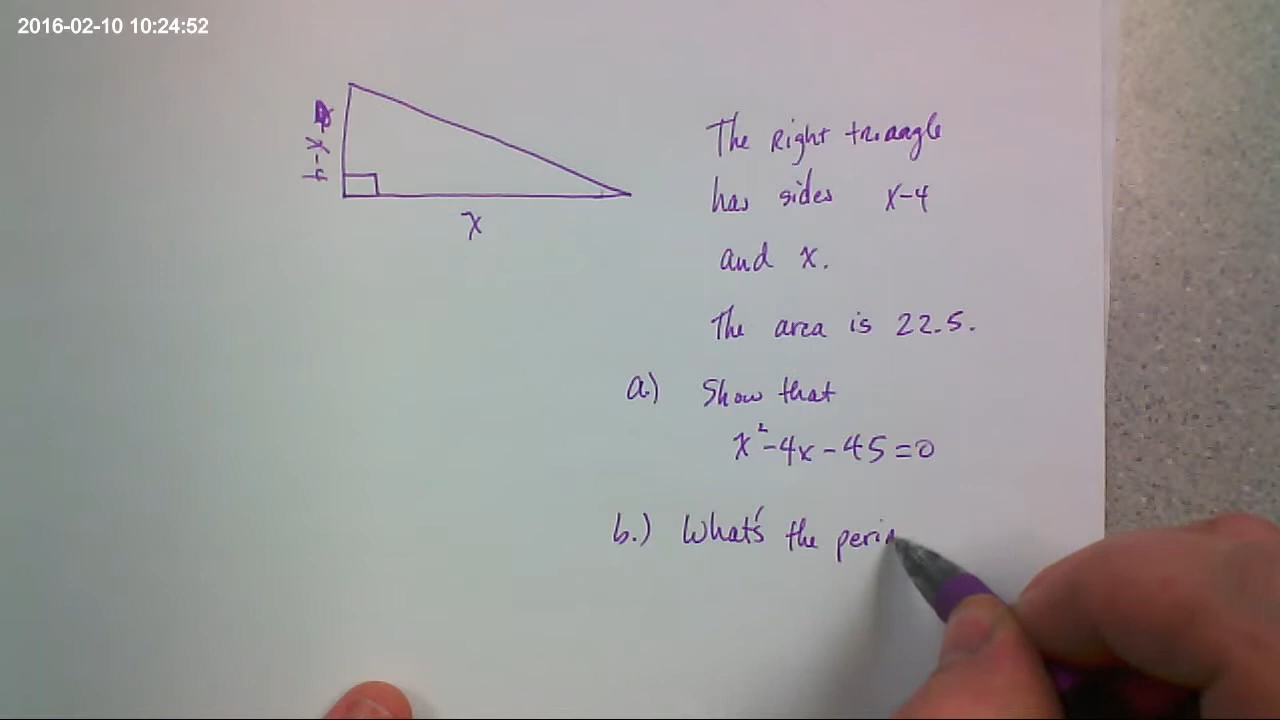 2016-02-10 10:24:52
x-4
x
The Right triangle
has sides x-4
and x.
The area is 22.5.
a) Show that
x²-4x-45=0
b.) What's the perim